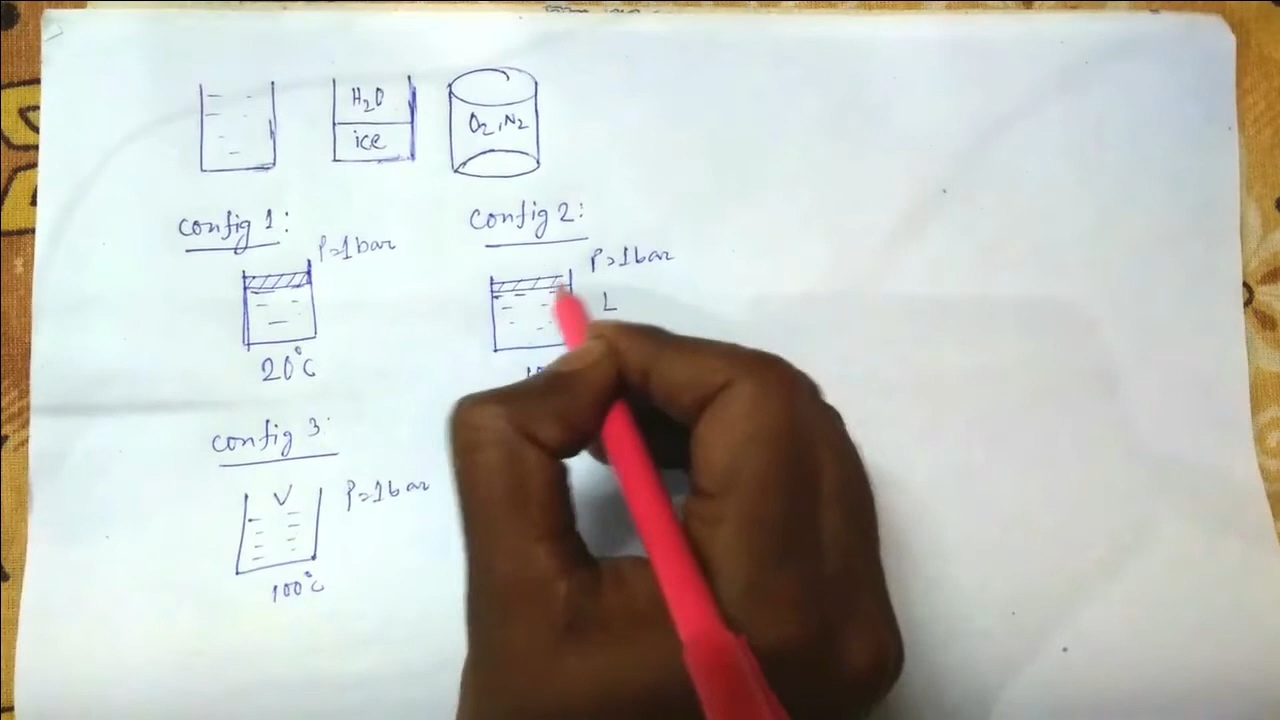 H₂O
ice
O₂, N₂
config 1:
P=1bar
20°C
config 2:
P=1bar
L
config 3:
V
P=1bar
100°C